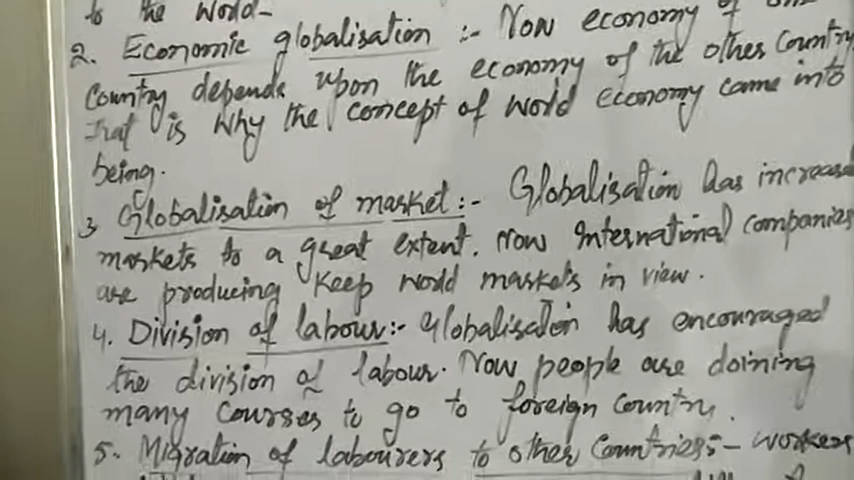 to the world-
2. Economic globalisation :- Now economy of one
Country depends upon the economy of the other Country
That is why the concept of world economy came into
being.
3 Globalisation of market :- Globalisation has increased
markets to a great extent. Now International companies
are producing keep world markets in view.
4. Division of labour:- Globalisation has encouraged
the division of labour. Now people are doining
many courses to go to foreign country.
5. Migration of labourers to other Countries:- workers